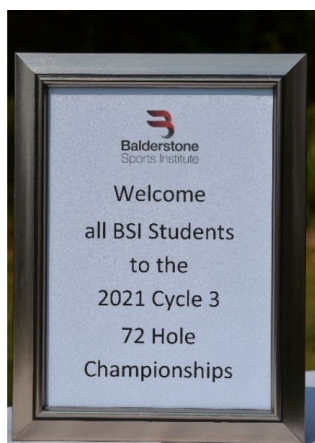 Balderstone
Sports Institute
Welcome
all BSI Students
to the
2021 Cycle 3
72 Hole
Championships